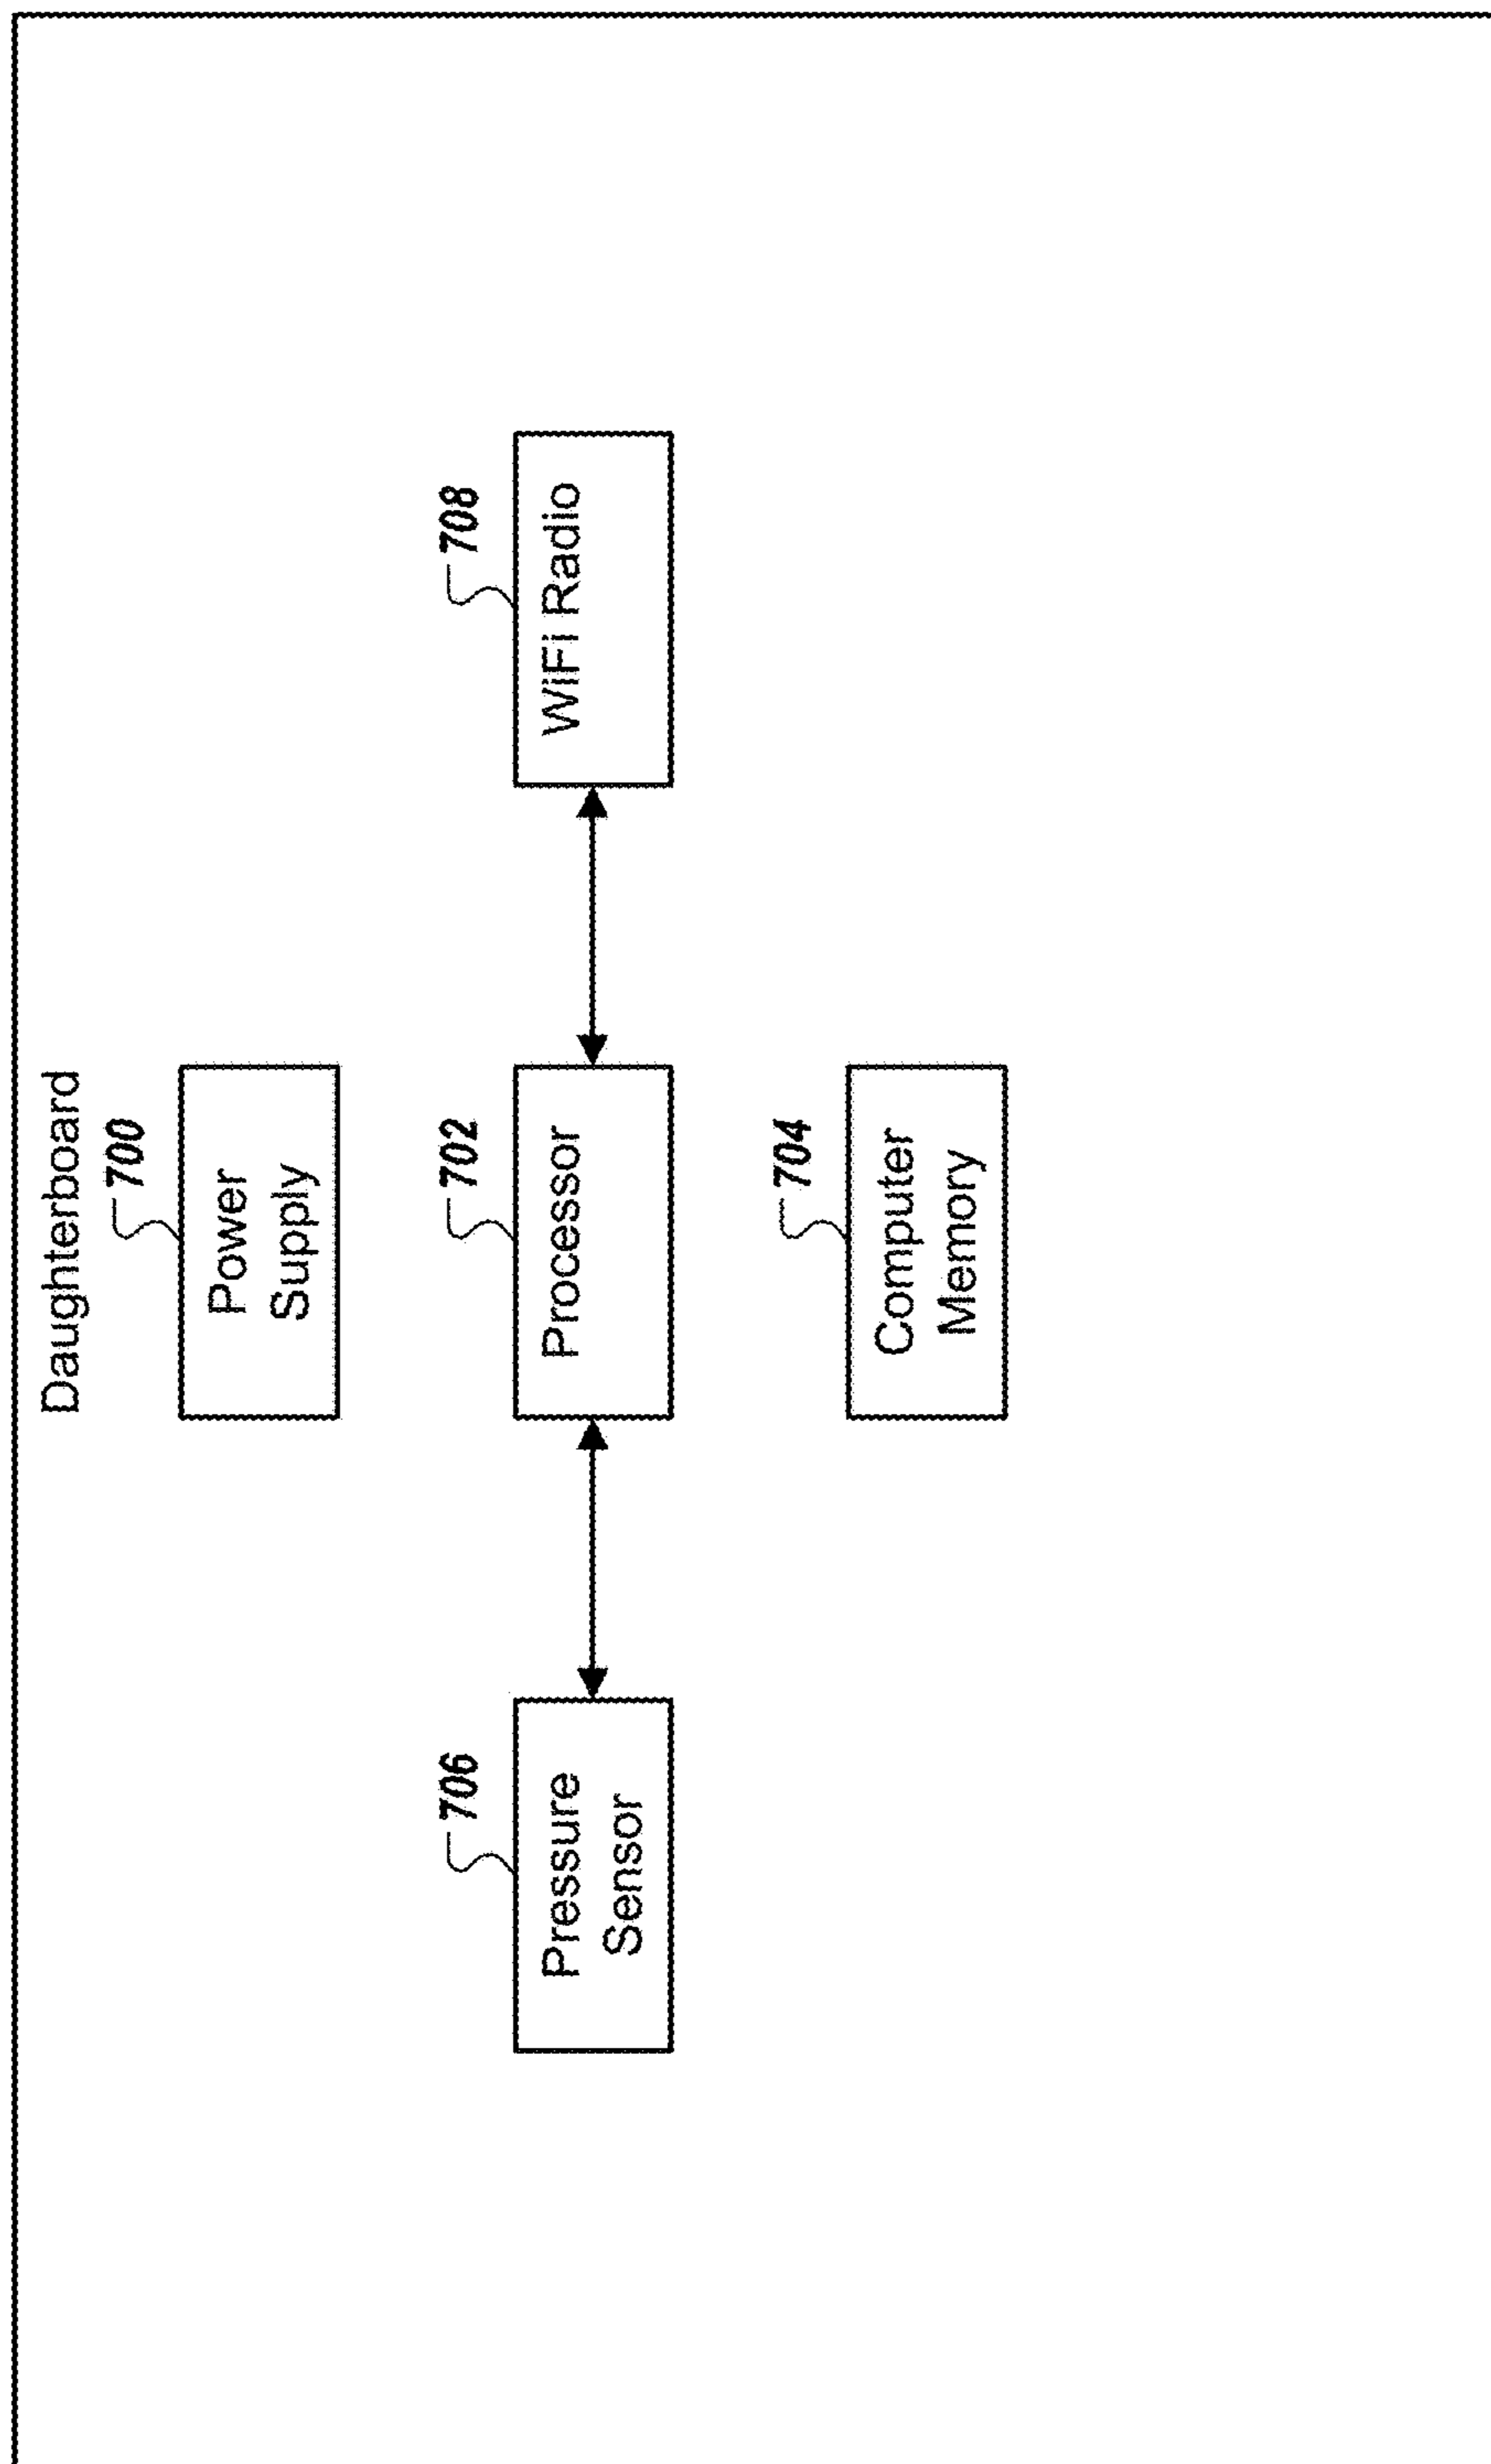 Daughterboard
700
Power
Supply
706
Pressure
Sensor
702
Processor
708
WiFi Radio
704
Computer
Memory